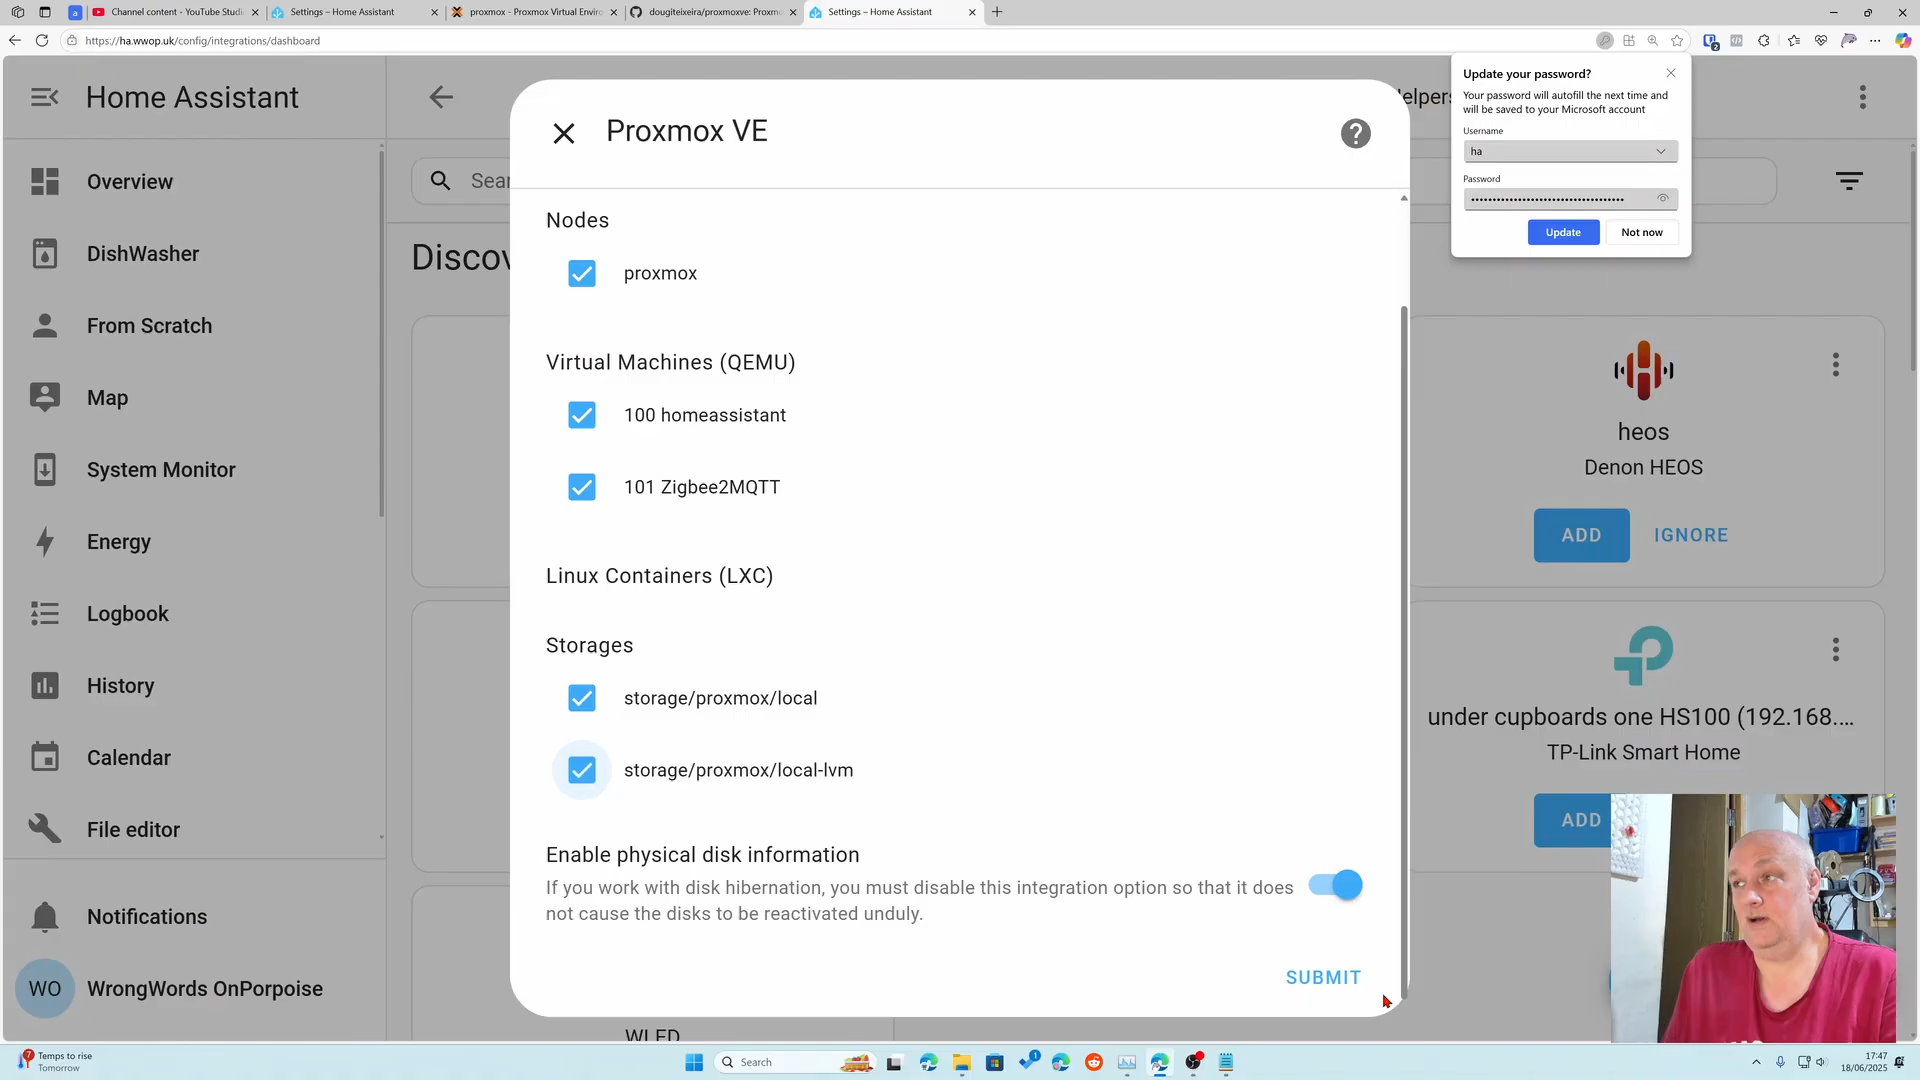 Channel content - YouTube Studi
Settings – Home Assistant
proxmox - Proxmox Virtual Enviro
dougiteixeira/proxmoxve: Proxmo
Settings – Home Assistant
https://ha.wwop.uk/config/integrations/dashboard
2
Update your password?
Your password will autofill the next time and
will be saved to your Microsoft account
Username
ha
Password
Update
Not now
Home Assistant
Overview
DishWasher
From Scratch
Map
System Monitor
Energy
Logbook
History
Calendar
File editor
Notifications
WO
WrongWords OnPorpoise
elpers
Sear
Discov
Proxmox VE
Nodes
proxmox
Virtual Machines (QEMU)
100 homeassistant
101 Zigbee2MQTT
Linux Containers (LXC)
Storages
storage/proxmox/local
storage/proxmox/local-lvm
Enable physical disk information
If you work with disk hibernation, you must disable this integration option so that it does
not cause the disks to be reactivated unduly.
SUBMIT
WLED
heos
Denon HEOS
ADD
IGNORE
under cupboards one HS100 (192.168....
TP-Link Smart Home
ADD
7
Temps to rise
Tomorrow
Search
1
17:47
18/06/2025